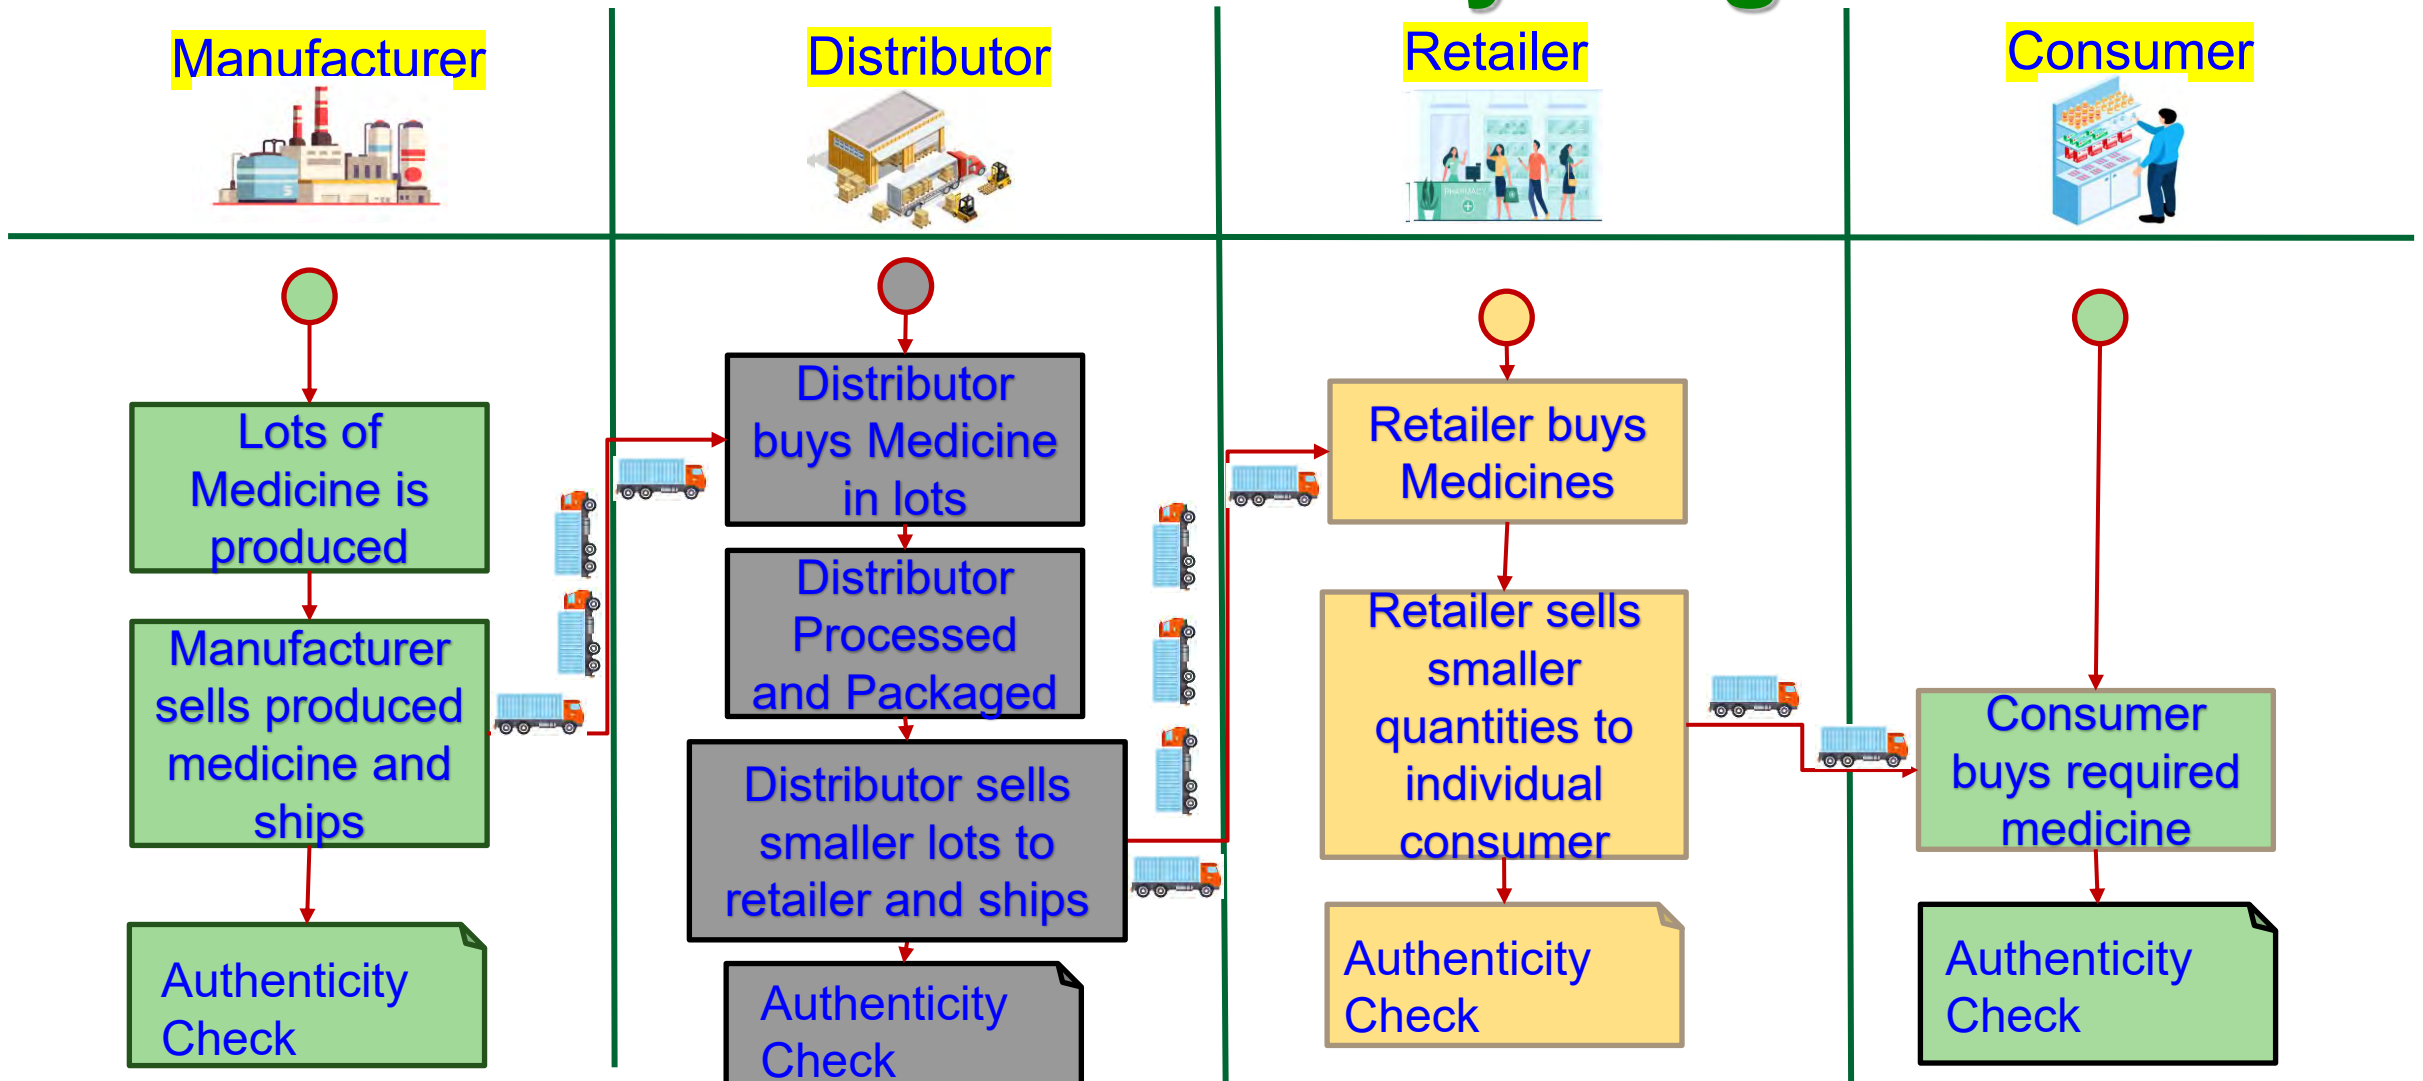 Manufacturer
Distributor
Retailer
Consumer
PHARMACY
Lots of
Medicine is
produced
Manufacturer
sells produced
medicine and
ships
Authenticity
Check
Distributor
buys Medicine
in lots
Distributor
Processed
and Packaged
Distributor sells
smaller lots to
retailer and ships
Authenticity
Check
Retailer buys
Medicines
Retailer sells
smaller
quantities to
individual
consumer
Authenticity
Check
Consumer
buys required
medicine
Authenticity
Check